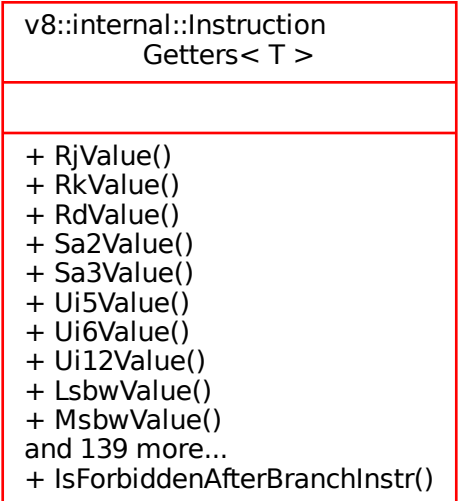 v8::internal::Instruction
Getters< T >
+ RjValue()
+ RkValue()
+ RdValue()
+ Sa2Value()
+ Sa3Value()
+ Ui5Value()
+ Ui6Value()
+ Ui12Value()
+ LsbwValue()
+ MsbwValue()
and 139 more...
+ IsForbiddenAfterBranchInstr()